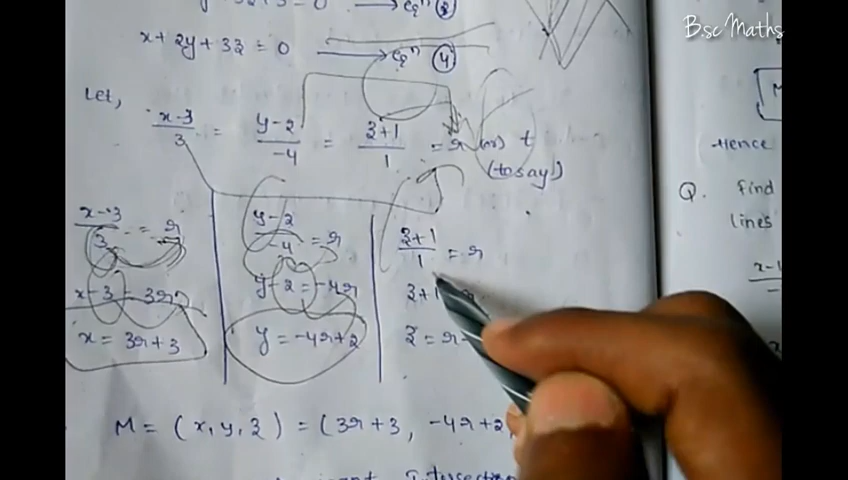 B.sc Maths
x + 2y + 3z = 0 → Eqⁿ (4)
Let,
x-3/3 = y-2/-4 = z+1/1 = r (or) t
(to say)
x-3/3 = r
x-3 = 3r
x = 3r+3
y-2/-4 = r
y-2 = -4r
y = -4r+2
z+1/1 = r
z+1
z = r
M = (x, y, z) = (3r+3, -4r+2,
Hence
Q. Find
lines